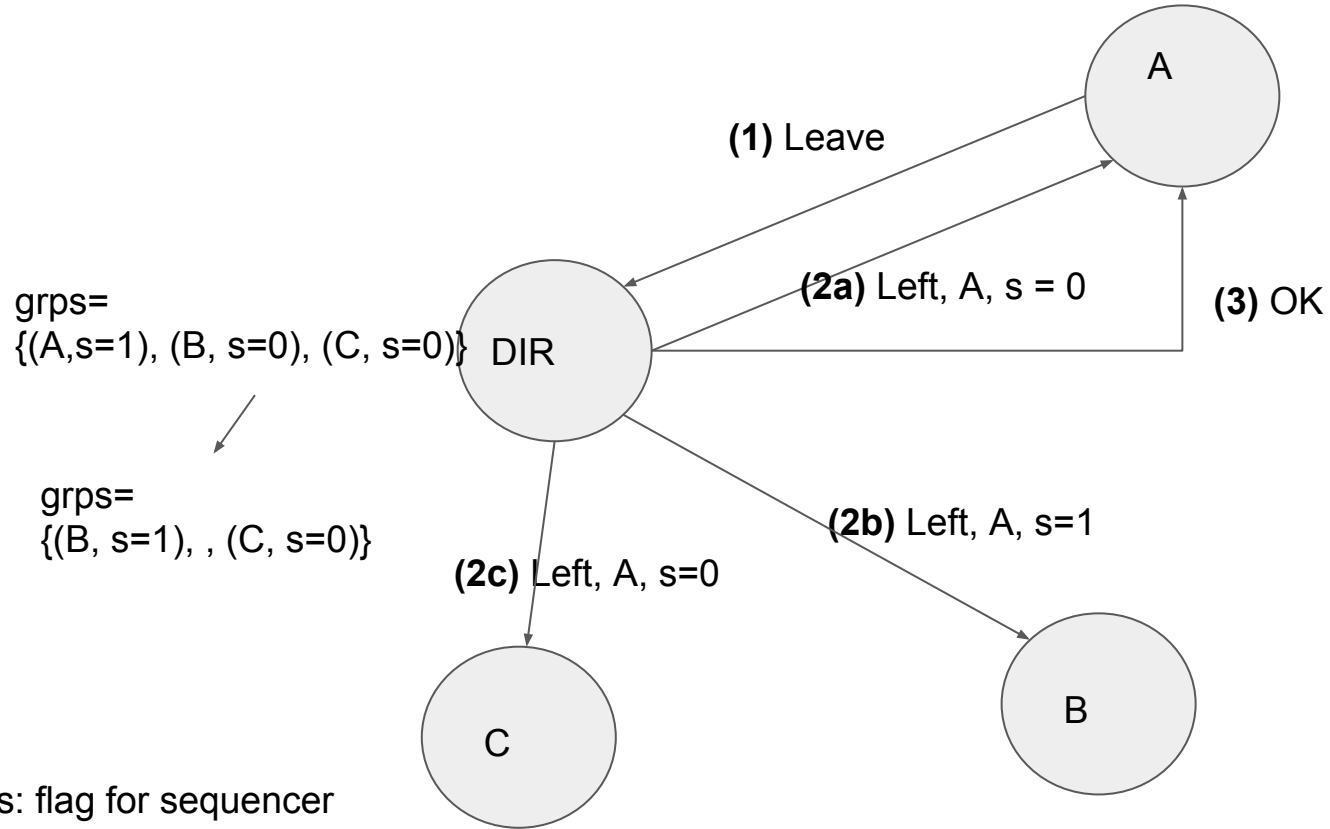 A
(1) Leave
(2a) Left, A, s = 0
(3) OK
grps=
{(A,s=1), (B, s=0), (C, s=0)}
DIR
grps=
{(B, s=1), , (C, s=0)}
(2b) Left, A, s=1
(2c) Left, A, s=0
B
C
s: flag for sequencer